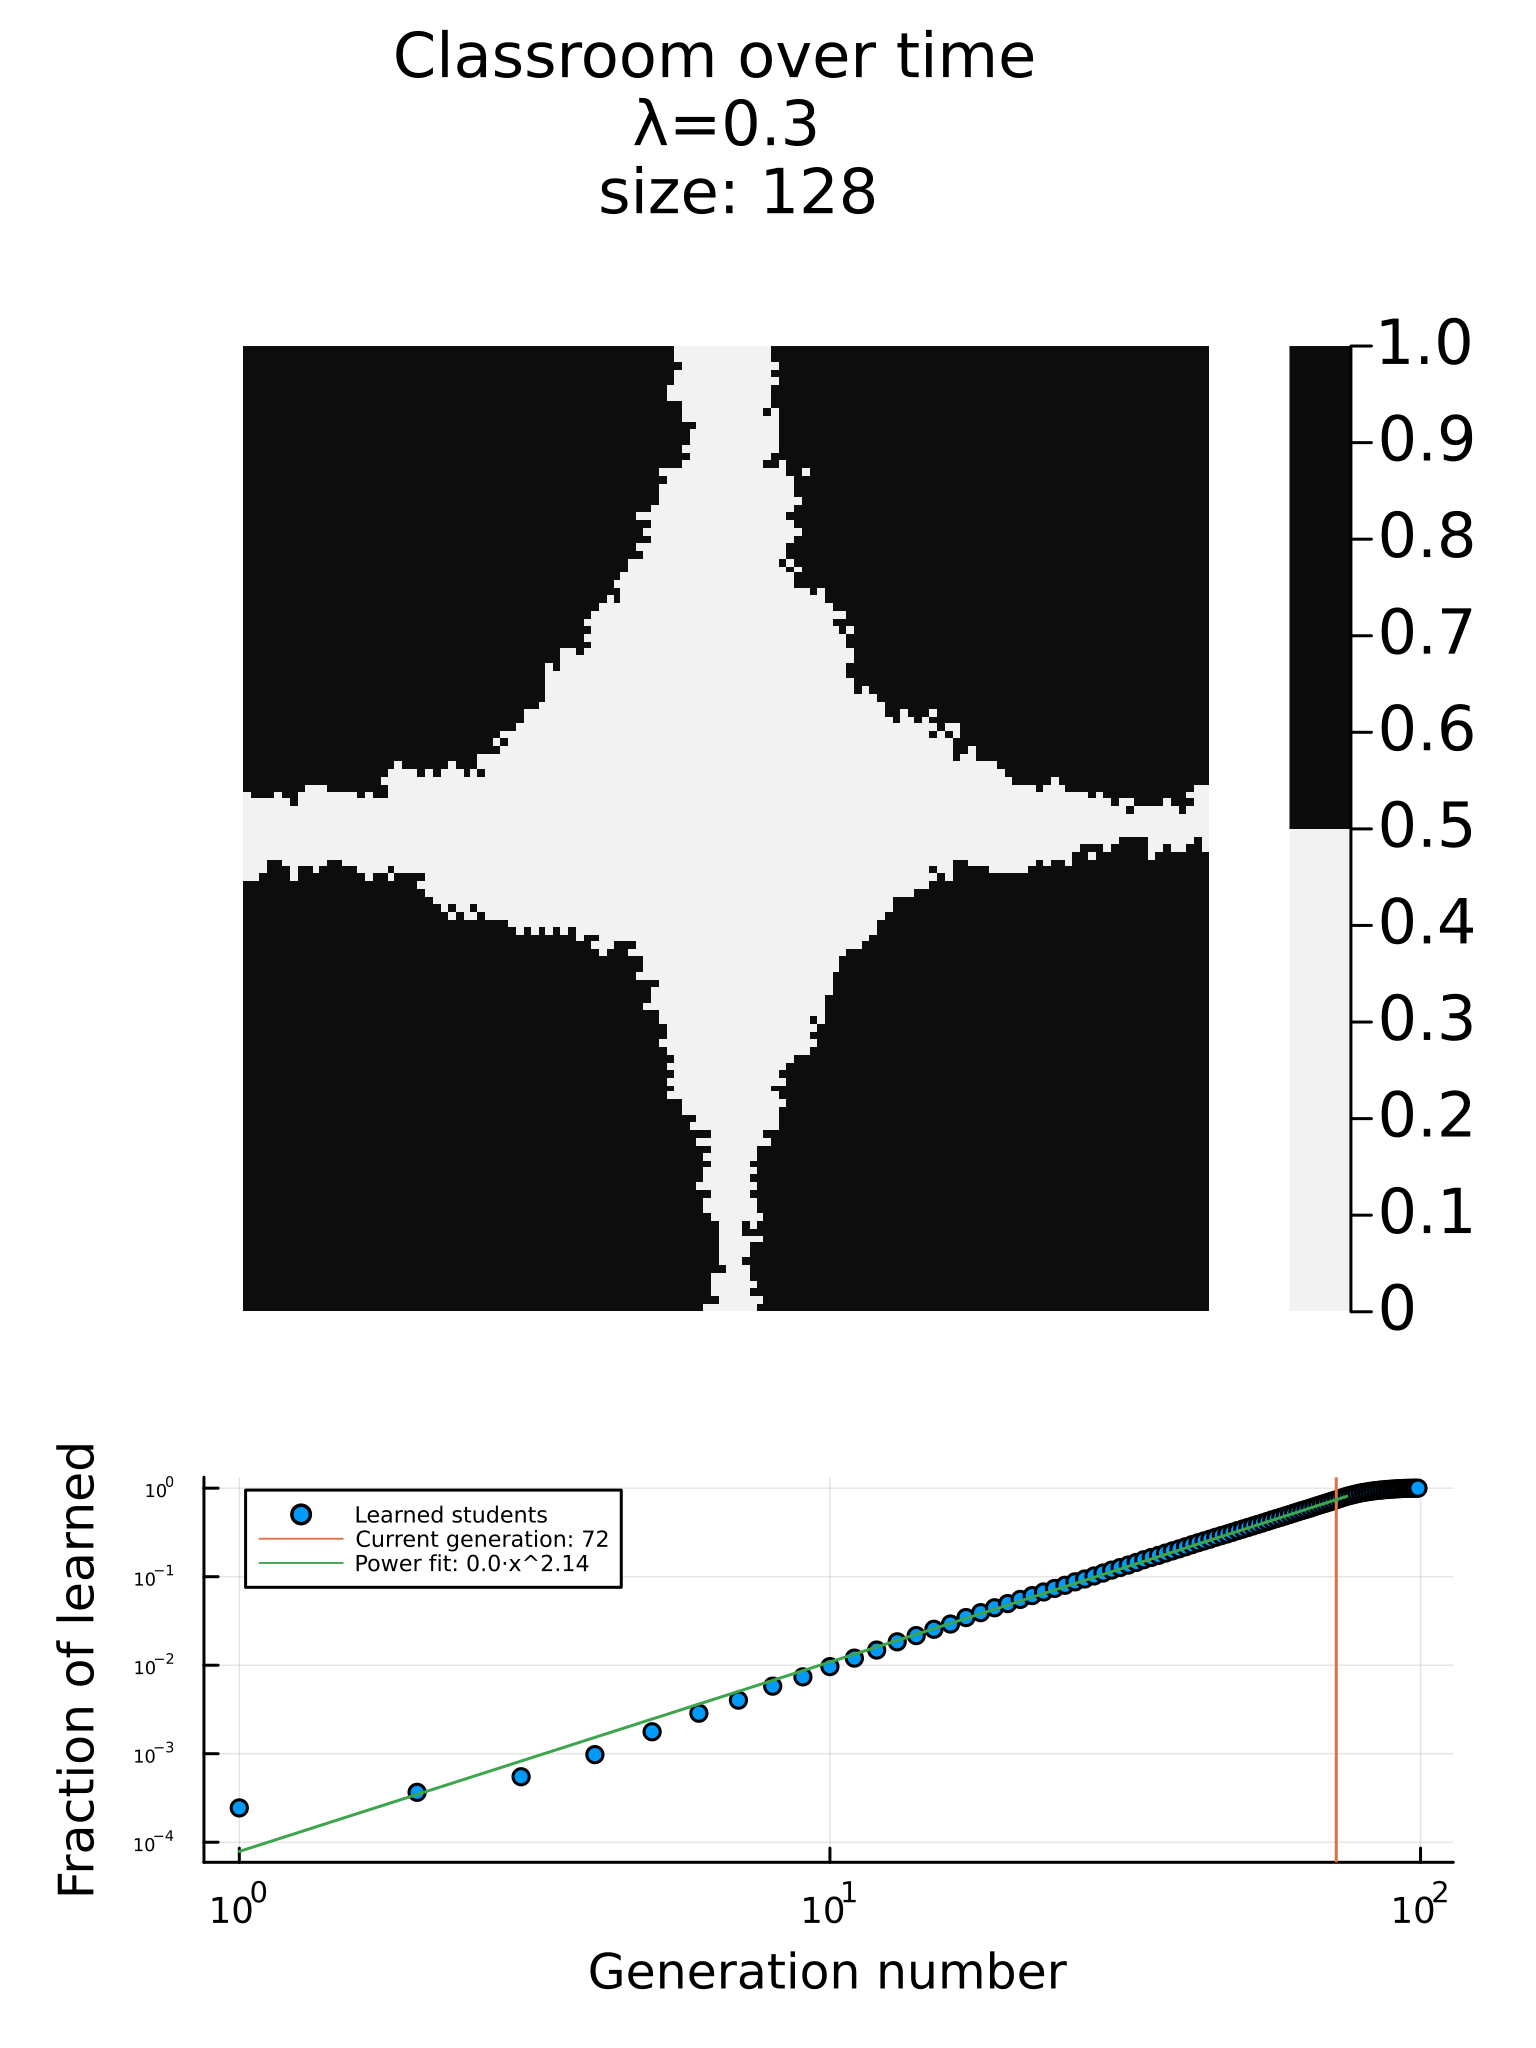 Classroom over time
λ=0.3
size: 128
1.0
0.9
0.8
0.7
0.6
0.5
0.4
0.3
0.2
0.1
0
Fraction of learned
10^0
10^-1
10^-2
10^-3
10^-4
Learned students
Current generation: 72
Power fit: 0.0·x^2.14
10^0 10^1 10^2
Generation number